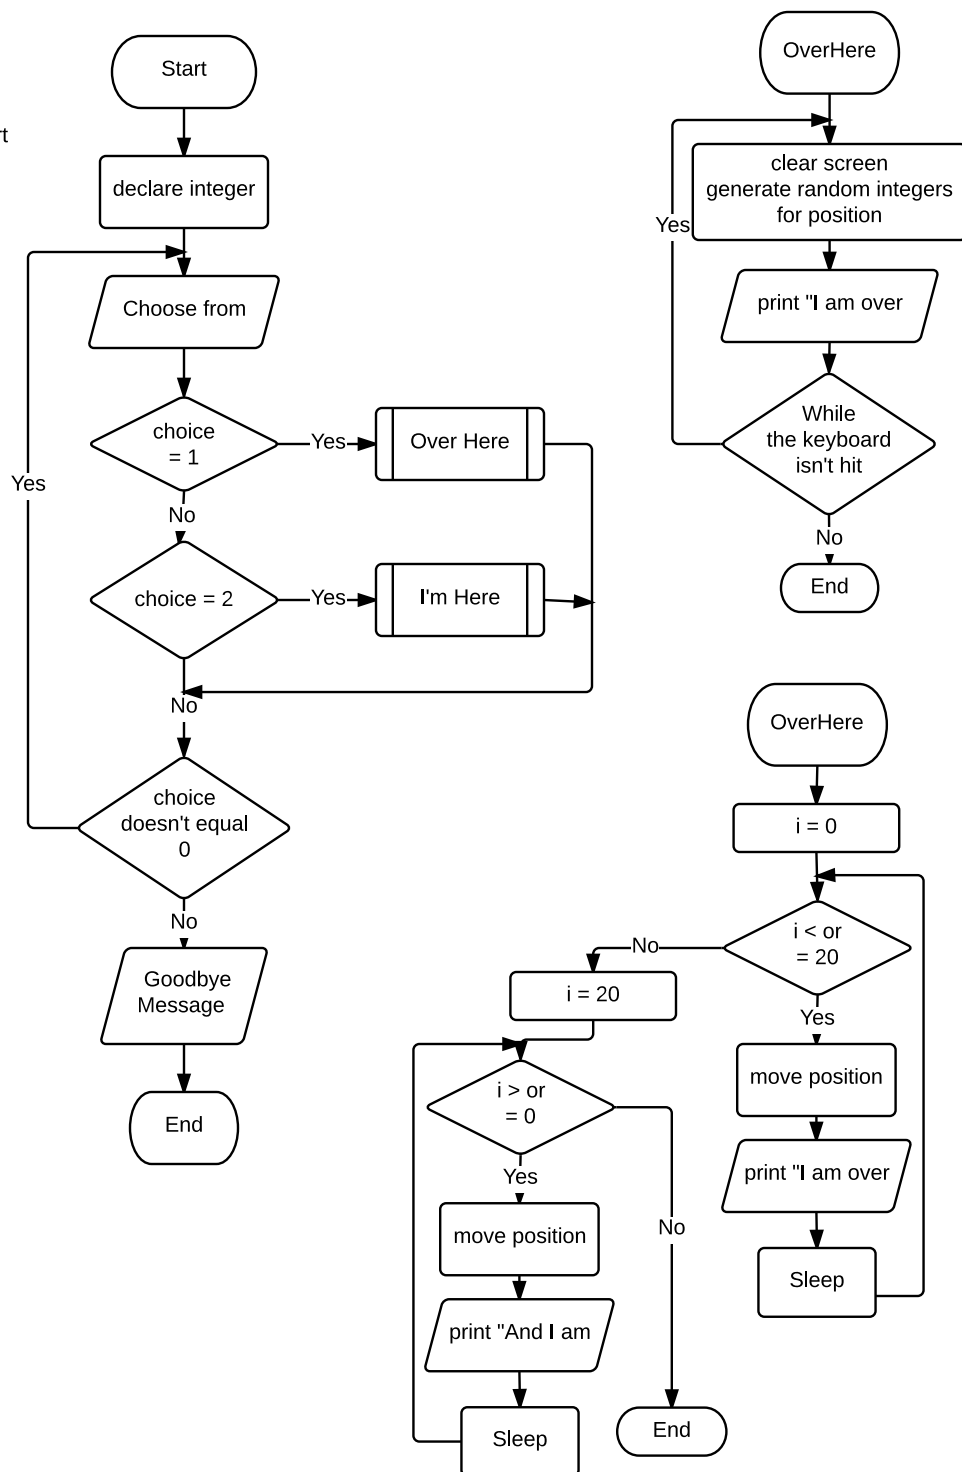 Start
rt
declare integer
Choose from
choice
= 1
Yes
Over Here
No
choice = 2
Yes
I'm Here
No
Yes
choice
doesn't equal
0
No
Goodbye
Message
End
OverHere
clear screen
generate random integers
for position
Yes
print "I am over
While
the keyboard
isn't hit
No
End
OverHere
i = 0
i < or
= 20
No
Yes
move position
print "I am over
Sleep
i = 20
i > or
= 0
Yes
No
move position
print "And I am
Sleep
End